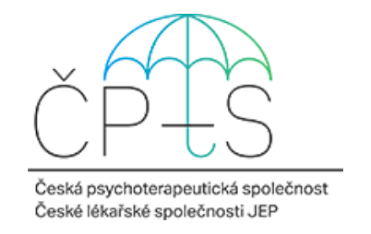 ČPtS
Česká psychoterapeutická společnost
České lékařské společnosti JEP